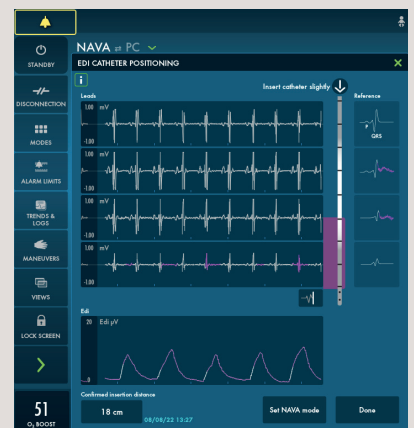 NAVA ⇄ PC
EDI CATHETER POSITIONING
STANDBY
DISCONNECTION
MODES
ALARM LIMITS
TRENDS &
LOGS
MANEUVERS
VIEWS
LOCK SCREEN
51
O₂ BOOST
i
Insert catheter slightly
Leads
Reference
1.00 mV
-1.00
1.00 mV
-1.00
1.00 mV
-1.00
1.00 mV
-1.00
P
QRS
Edi
20 Edi µV
0
Confirmed insertion distance
18 cm
08/08/22 13:27
Set NAVA mode
Done